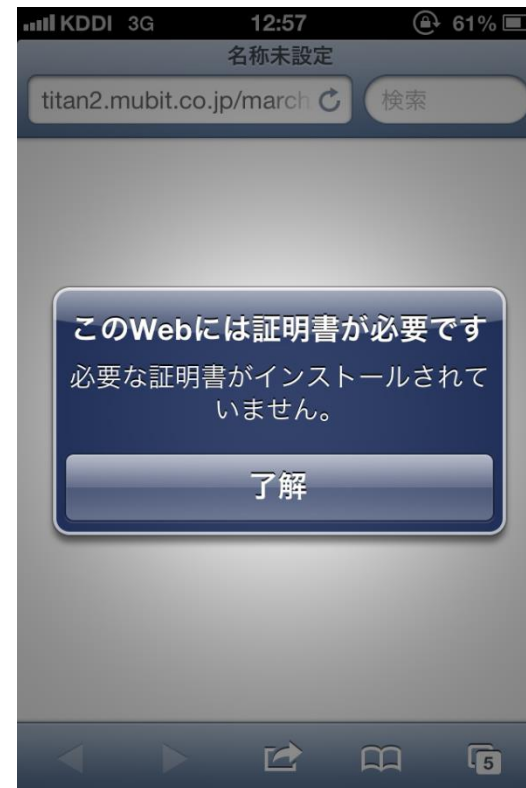 KDDI 3G 12:57 61%
名称未設定
titan2.mubit.co.jp/march
検索
このWebには証明書が必要です
必要な証明書がインストールされて
いません。
了解
5